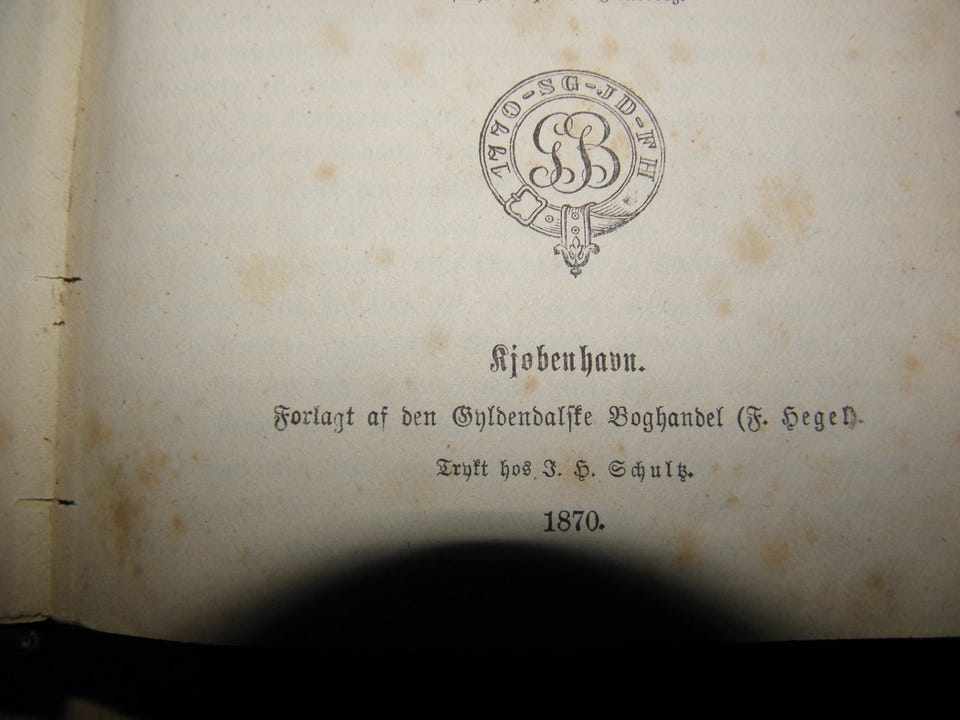 1770-SG-JD-FH
GB
Kjøbenhavn.
Forlagt af den Gyldendalske Boghandel (F. Hegel).
Trykt hos J. H. Schultz.
1870.